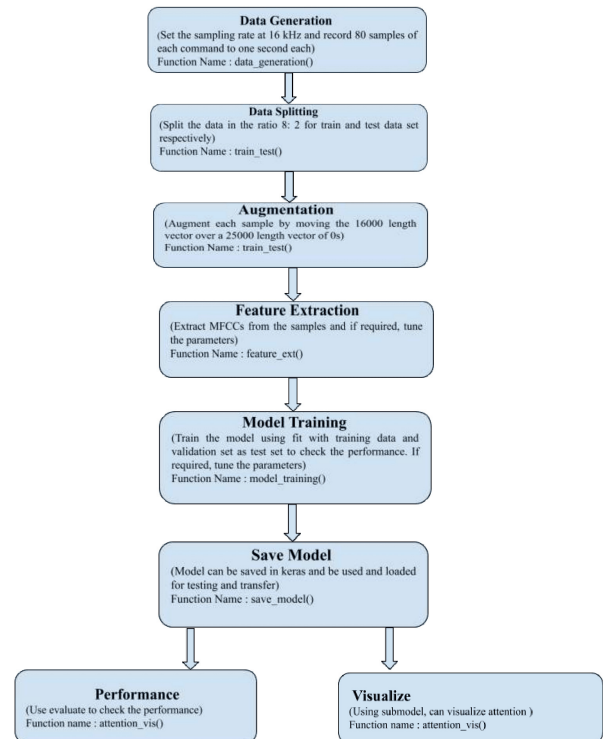 Data Generation
(Set the sampling rate at 16 kHz and record 80 samples of
each command to one second each)
Function Name : data_generation()
Data Splitting
(Split the data in the ratio 8: 2 for train and test data set
respectively)
Function Name : train_test()
Augmentation
(Augment each sample by moving the 16000 length
vector over a 25000 length vector of 0s)
Function Name : train_test()
Feature Extraction
(Extract MFCCs from the samples and if required, tune
the parameters)
Function Name : feature_ext()
Model Training
(Train the model using fit with training data and
validation set as test set to check the performance. If
required, tune the parameters)
Function Name : model_training()
Save Model
(Model can be saved in keras and be used and loaded
for testing and transfer)
Function Name : save_model()
Performance
(Use evaluate to check the performance)
Function name : attention_vis()
Visualize
(Using submodel, can visualize attention )
Function name : attention_vis()